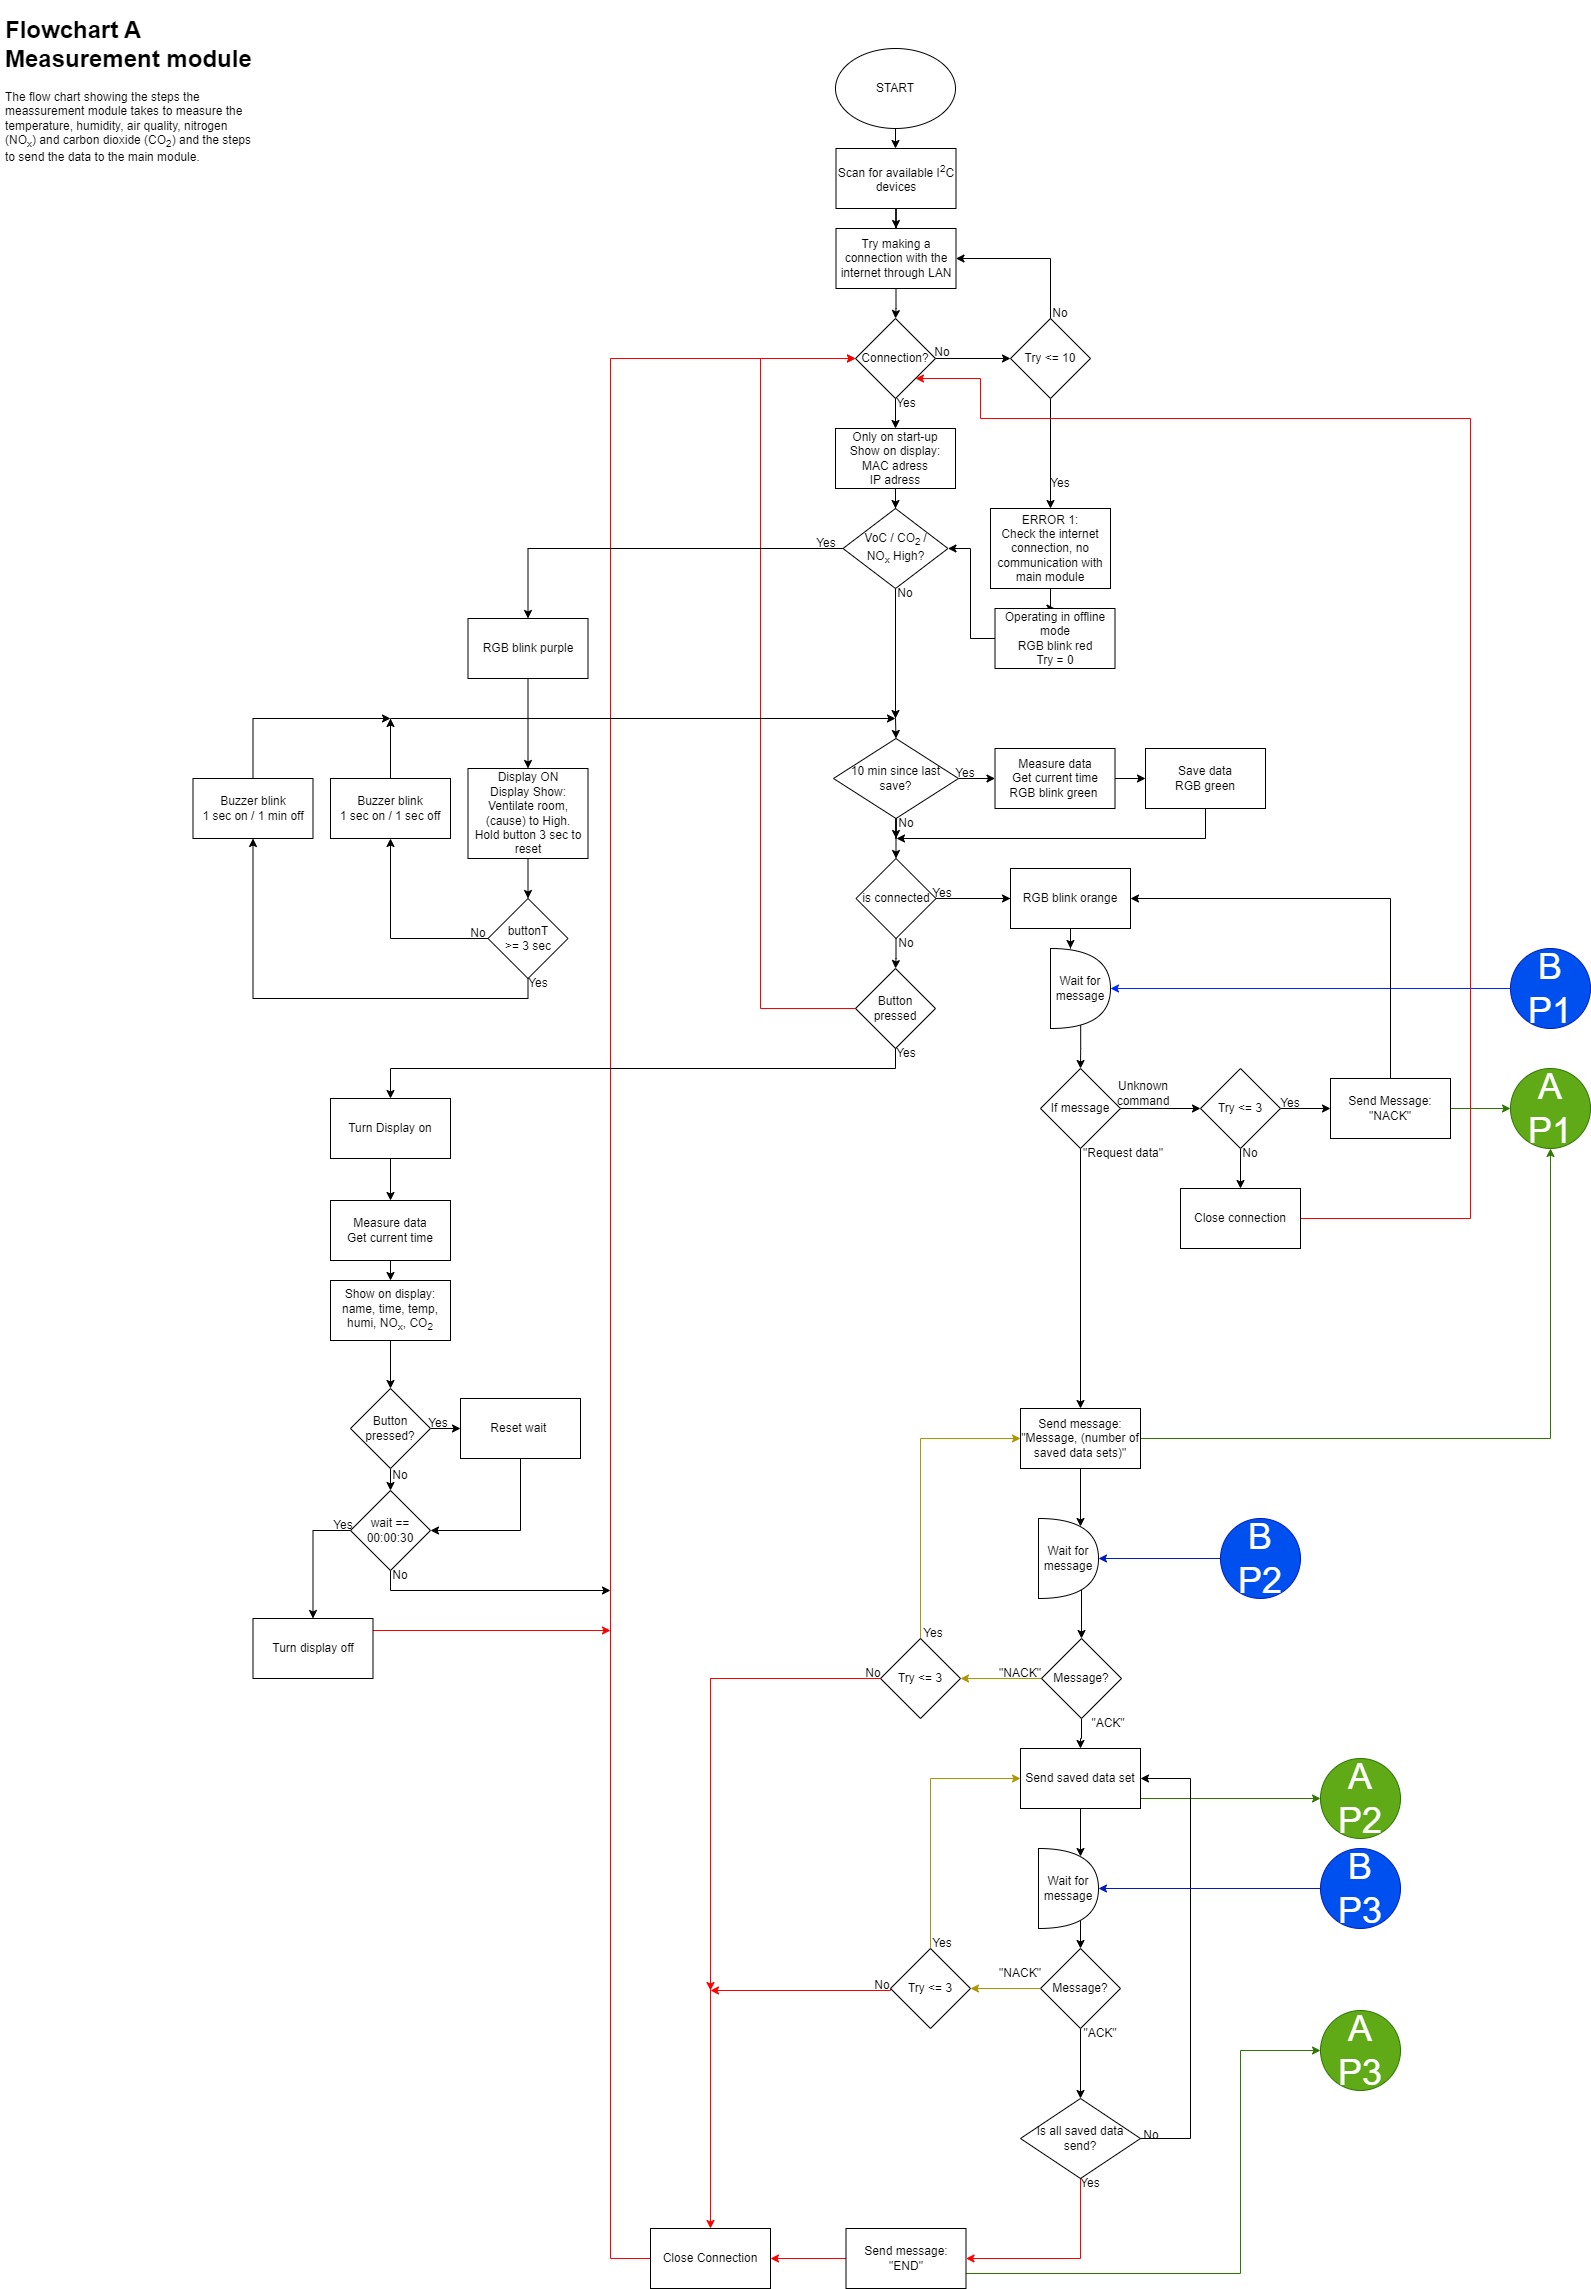 Flowchart A
Measurement module
The flow chart showing the steps the
meassurement module takes to measure the
temperature, humidity, air quality, nitrogen
(NOx) and carbon dioxide (CO2) and the steps
to send the data to the main module.
START
Scan for available I²C
devices
Try making a
connection with the
internet through LAN
No
Connection?
No
Try <= 10
Yes
Only on start-up
Show on display:
MAC adress
IP adress
Yes
ERROR 1:
Check the internet
connection, no
communication with
main module
Yes
VoC / CO2 /
NOx High?
No
Operating in offline
mode
RGB blink red
Try = 0
RGB blink purple
Buzzer blink
1 sec on / 1 min off
Buzzer blink
1 sec on / 1 sec off
Display ON
Display Show:
Ventilate room,
(cause) to High.
Hold button 3 sec to
reset
10 min since last
save?
Yes
Measure data
Get current time
RGB blink green
Save data
RGB green
No
is connected
Yes
RGB blink orange
No
No
buttonT
>= 3 sec
Yes
Button
pressed
Yes
Wait for
message
B
P1
If message
Unknown
command
Try <= 3
Yes
Send Message:
"NACK"
A
P1
"Request data"
No
Close connection
Turn Display on
Measure data
Get current time
Show on display:
name, time, temp,
humi, NOx, CO2
Button
pressed?
Yes
Reset wait
No
Yes
wait ==
00:00:30
No
Turn display off
Send message:
"Message, (number of
saved data sets)"
Wait for
message
B
P2
Yes
No
Try <= 3
"NACK"
Message?
"ACK"
Send saved data set
A
P2
Wait for
message
B
P3
Yes
No
Try <= 3
"NACK"
Message?
"ACK"
A
P3
Is all saved data
send?
No
Yes
Close Connection
Send message:
"END"